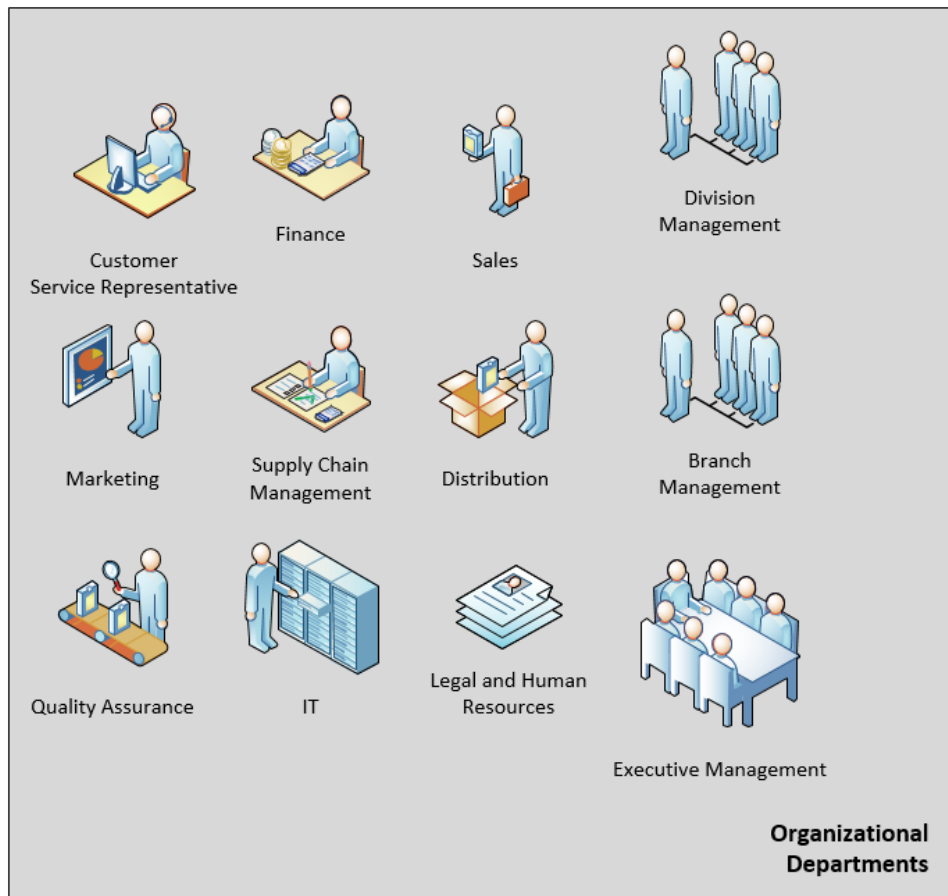 Customer
Service Representative
Finance
Sales
Division
Management
Marketing
Supply Chain
Management
Distribution
Branch
Management
Quality Assurance
IT
Legal and Human
Resources
Executive Management
Organizational
Departments